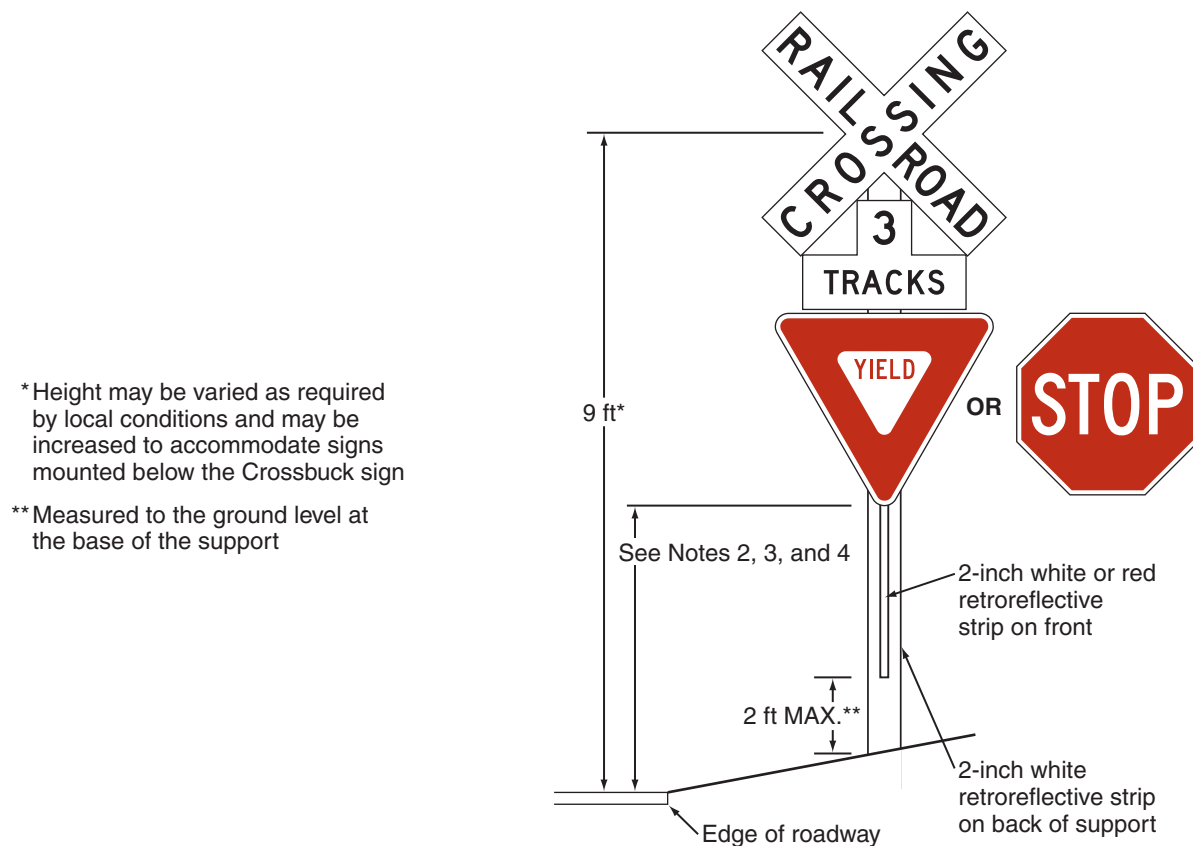 RAILROAD
CROSSING
3
TRACKS
YIELD
OR
STOP
9 ft*
* Height may be varied as required
by local conditions and may be
increased to accommodate signs
mounted below the Crossbuck sign
** Measured to the ground level at
the base of the support
See Notes 2, 3, and 4
2-inch white or red
retroreflective
strip on front
2 ft MAX.**
2-inch white
retroreflective strip
on back of support
Edge of roadway